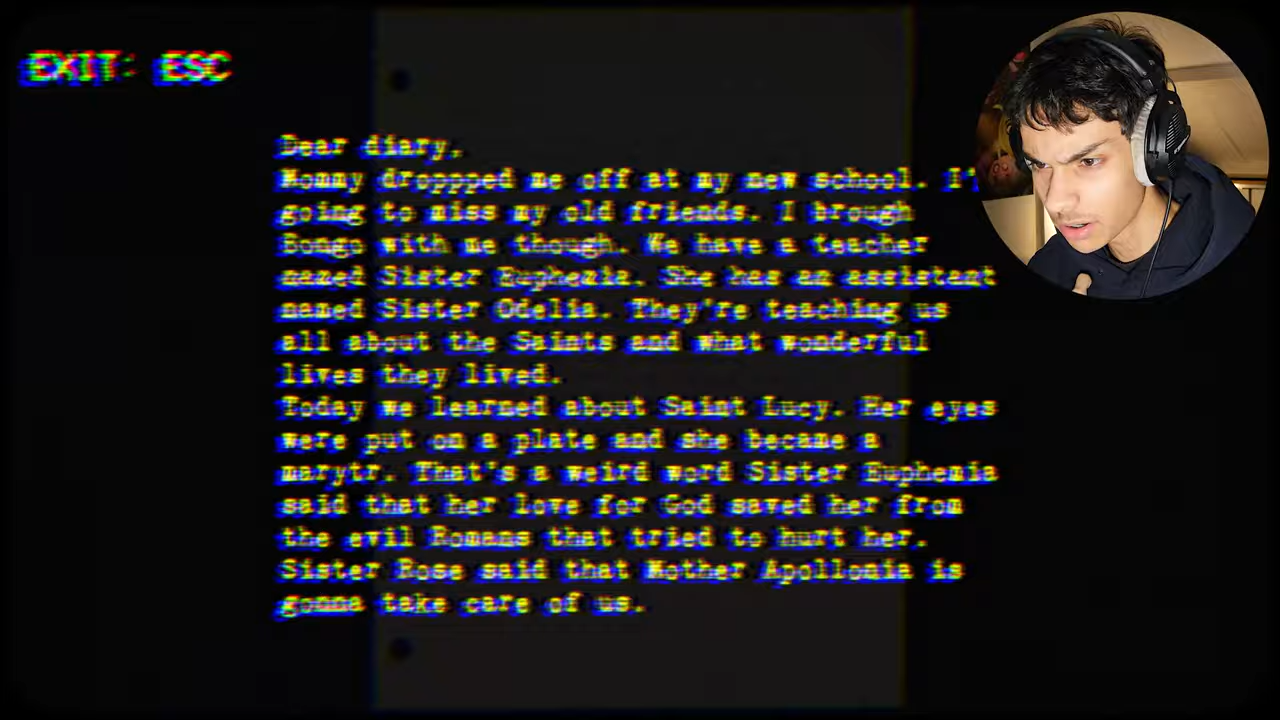 EXIT: ESC
Dear diary,
Mommy droppped me off at my new school. I'
going to miss my old friends. I brough
Bongo with me though. We have a teacher
named Sister Euphemia. She has an assistant
named Sister Odelia. They're teaching us
all about the Saints and what wonderful
lives they lived.
Today we learned about Saint Lucy. Her eyes
were put on a plate and she became a
marytr. That's a weird word Sister Euphemia
said that her love for God saved her from
the evil Romans that tried to hurt her.
Sister Rose said that Mother Apollonia is
gonna take care of us.